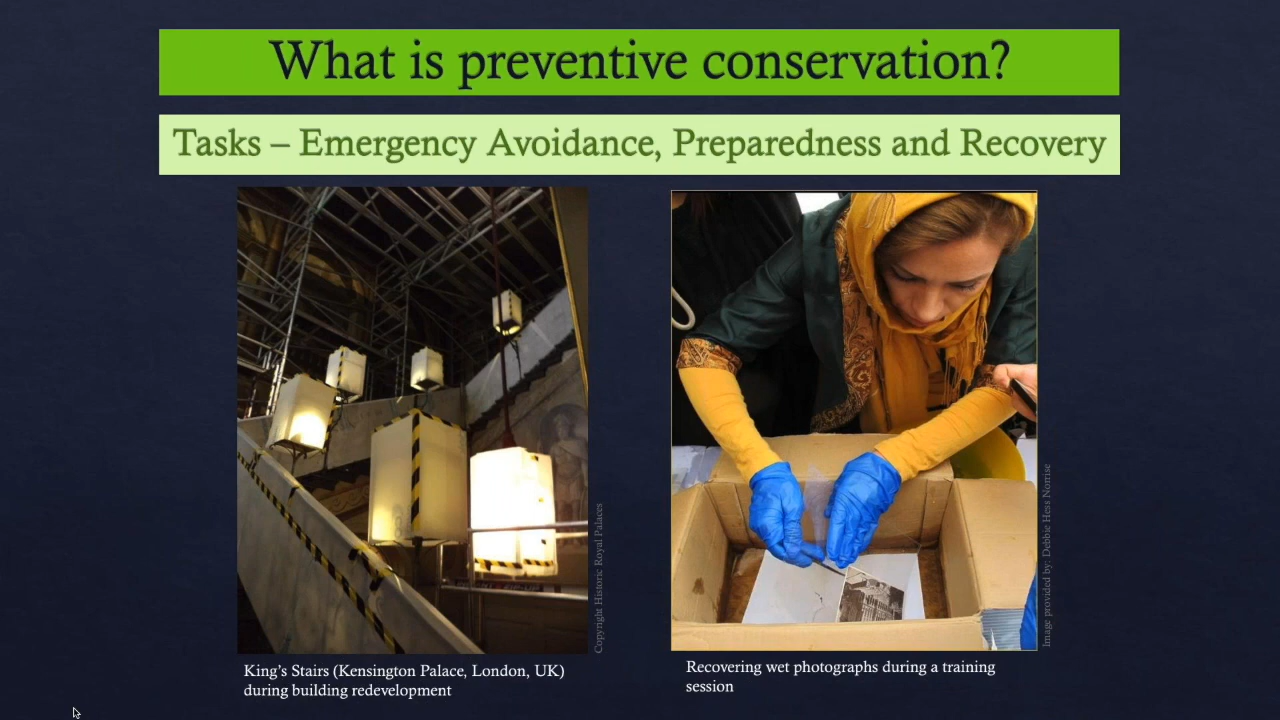 What is preventive conservation?
Tasks – Emergency Avoidance, Preparedness and Recovery
Copyright Historic Royal Palaces
Image provided by: Debbie Hess Norrise
King's Stairs (Kensington Palace, London, UK)
during building redevelopment
Recovering wet photographs during a training
session